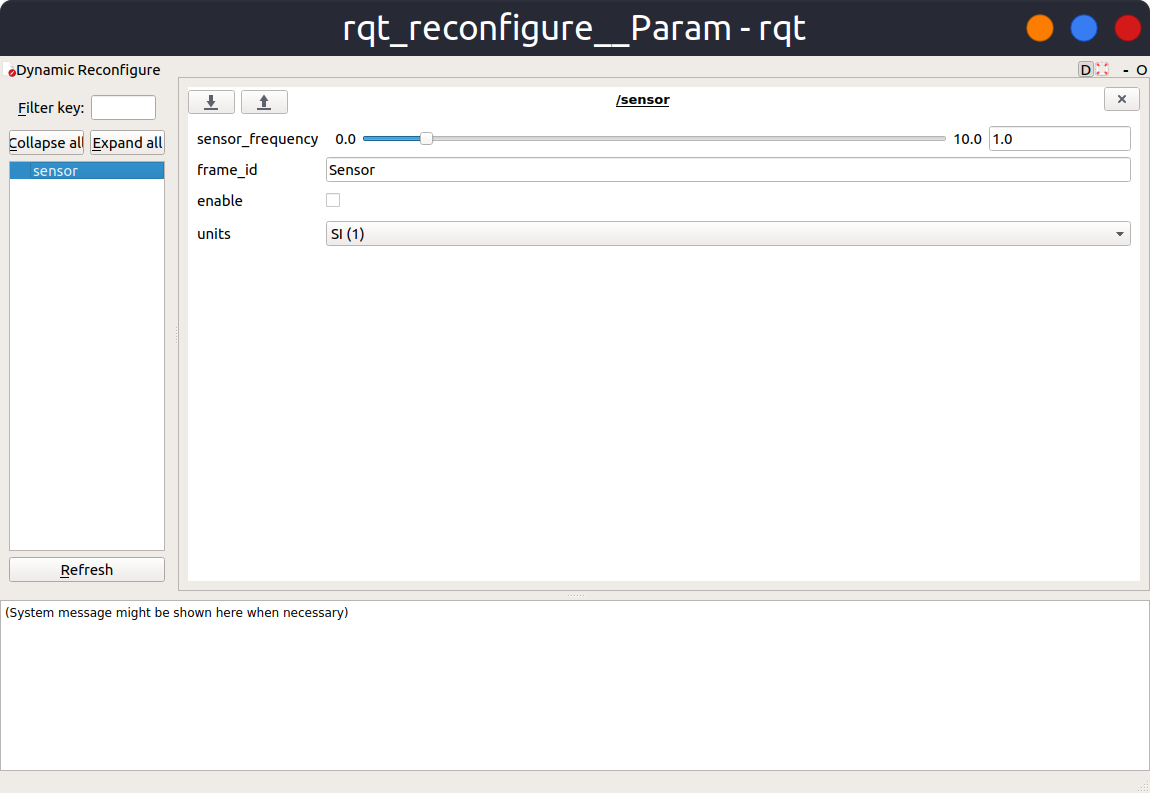 rqt_reconfigure__Param - rqt
Dynamic Reconfigure
D
- O
Filter key:
Collapse all
Expand all
sensor
Refresh
/sensor
sensor_frequency 0.0 10.0 1.0
frame_id Sensor
enable
units SI (1)
(System message might be shown here when necessary)